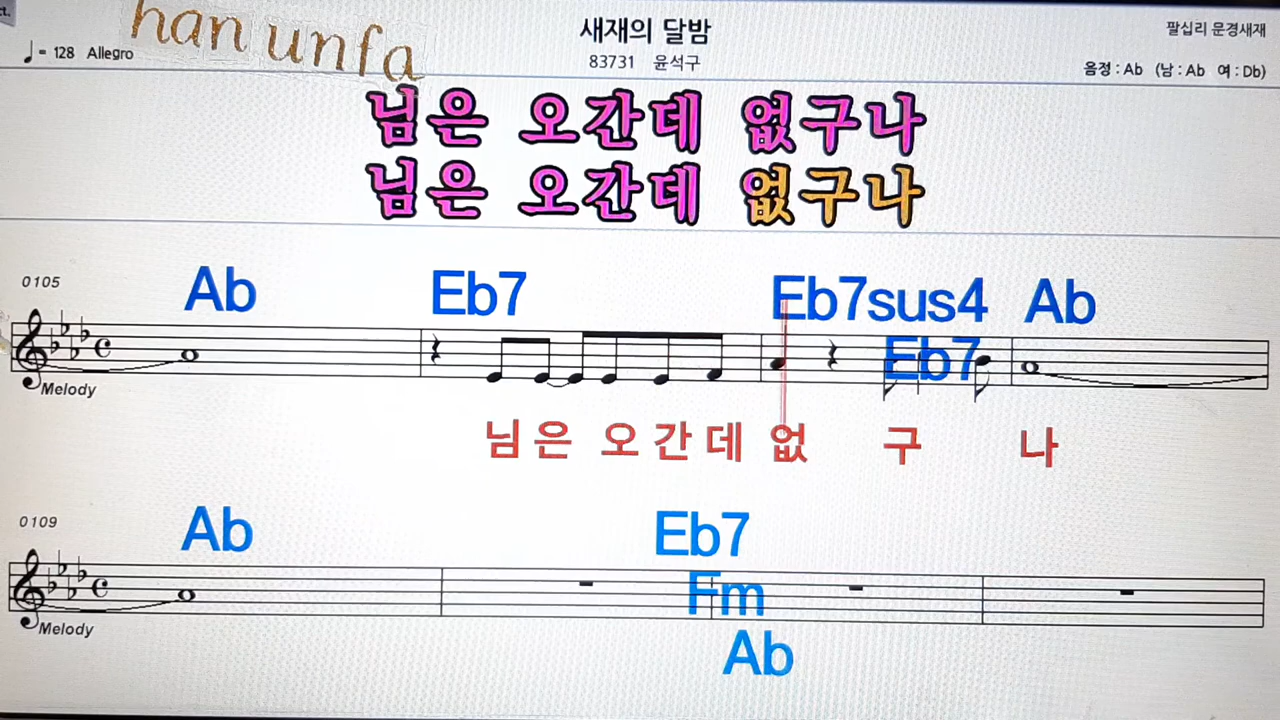 ct.
han unfa
새재의 달밤
팔십리 문경새재
♩= 128 Allegro
83731 윤석구
음정 : Ab (남 : Ab 여 : Db)
님은 오간데 없구나
님은 오간데 없구나
0105
Ab Eb7 Eb7sus4 Ab
Eb7
Melody
님은 오간데 없 구 나
0109
Ab Eb7
Fm
Melody
Ab